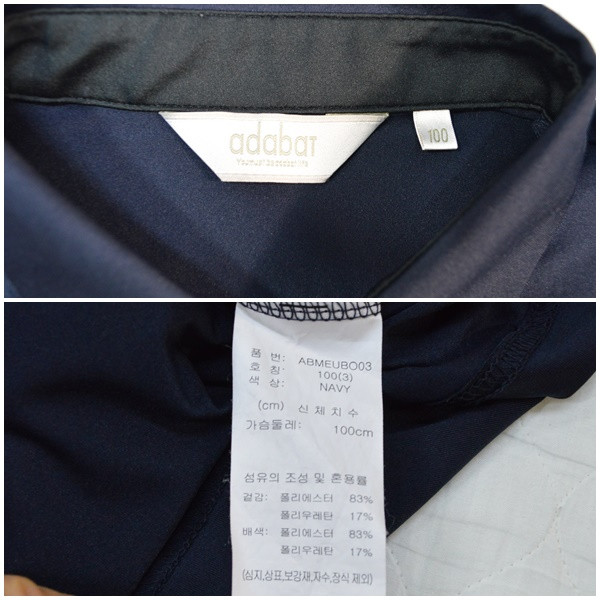 adabat
100
품 번: ABMEUBO03
호 칭: 100(3)
색 상: NAVY
(cm) 신 체 치 수
가슴둘레: 100cm
섬유의 조성 및 혼용률
겉감: 폴리에스터 83%
폴리우레탄 17%
배색: 폴리에스터 83%
폴리우레탄 17%
(심지,상표,보강재,자수,장식 제외)